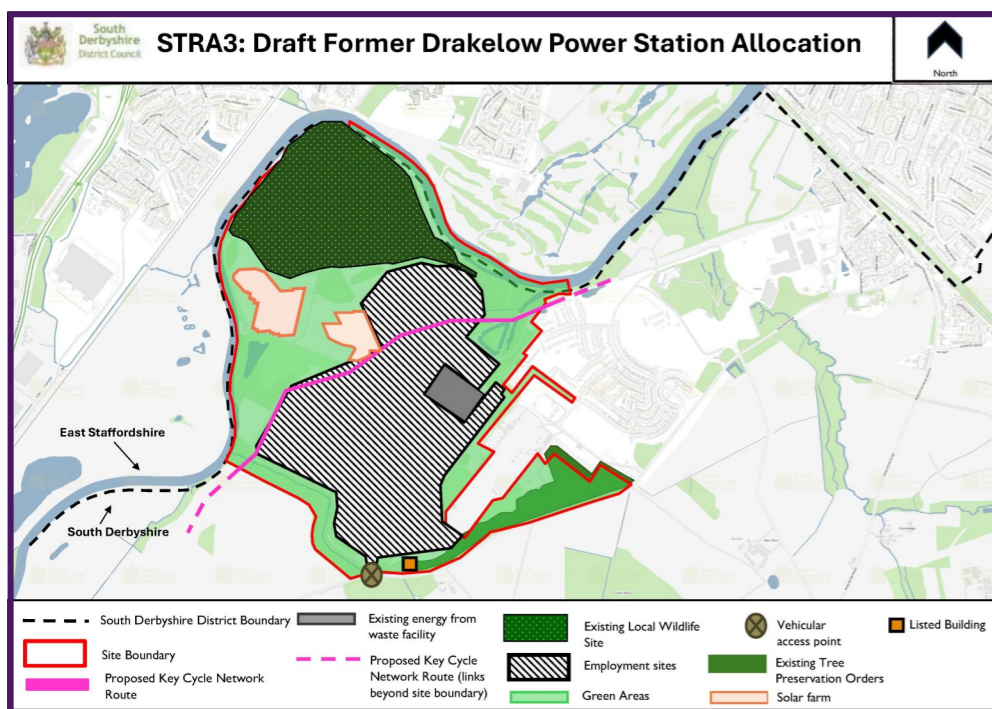 South
Derbyshire
District Council
STRA3: Draft Former Drakelow Power Station Allocation
North
East Staffordshire
South Derbyshire
South Derbyshire District Boundary
Site Boundary
Proposed Key Cycle Network
Route
Existing energy from
waste facility
Proposed Key Cycle
Network Route (links
beyond site boundary)
Existing Local Wildlife
Site
Employment sites
Green Areas
Vehicular
access point
Existing Tree
Preservation Orders
Solar farm
Listed Building